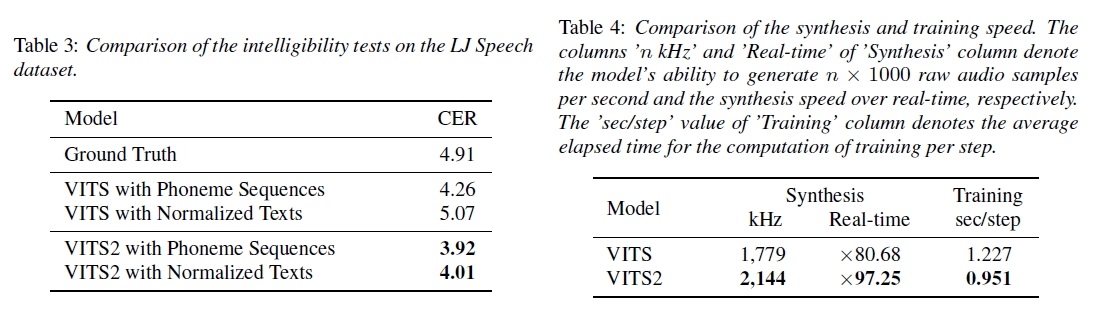 Table 3: Comparison of the intelligibility tests on the LJ Speech
dataset.
Model CER
Ground Truth 4.91
VITS with Phoneme Sequences 4.26
VITS with Normalized Texts 5.07
VITS2 with Phoneme Sequences 3.92
VITS2 with Normalized Texts 4.01
Table 4: Comparison of the synthesis and training speed. The
columns ’n kHz’ and ’Real-time’ of ’Synthesis’ column denote
the model’s ability to generate n × 1000 raw audio samples
per second and the synthesis speed over real-time, respectively.
The ’sec/step’ value of ’Training’ column denotes the average
elapsed time for the computation of training per step.
Model Synthesis Training
kHz Real-time sec/step
VITS 1,779 ×80.68 1.227
VITS2 2,144 ×97.25 0.951